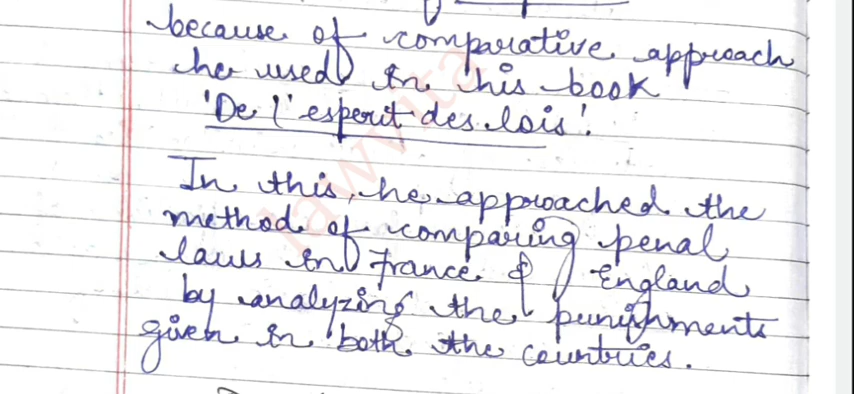 because of comparative approach
he used in his book
'De l'esperit des lois'.
In this, he approached the
method of comparing penal
laws in France & England
by analyzing the punishments
given in both the countries.
lawvita